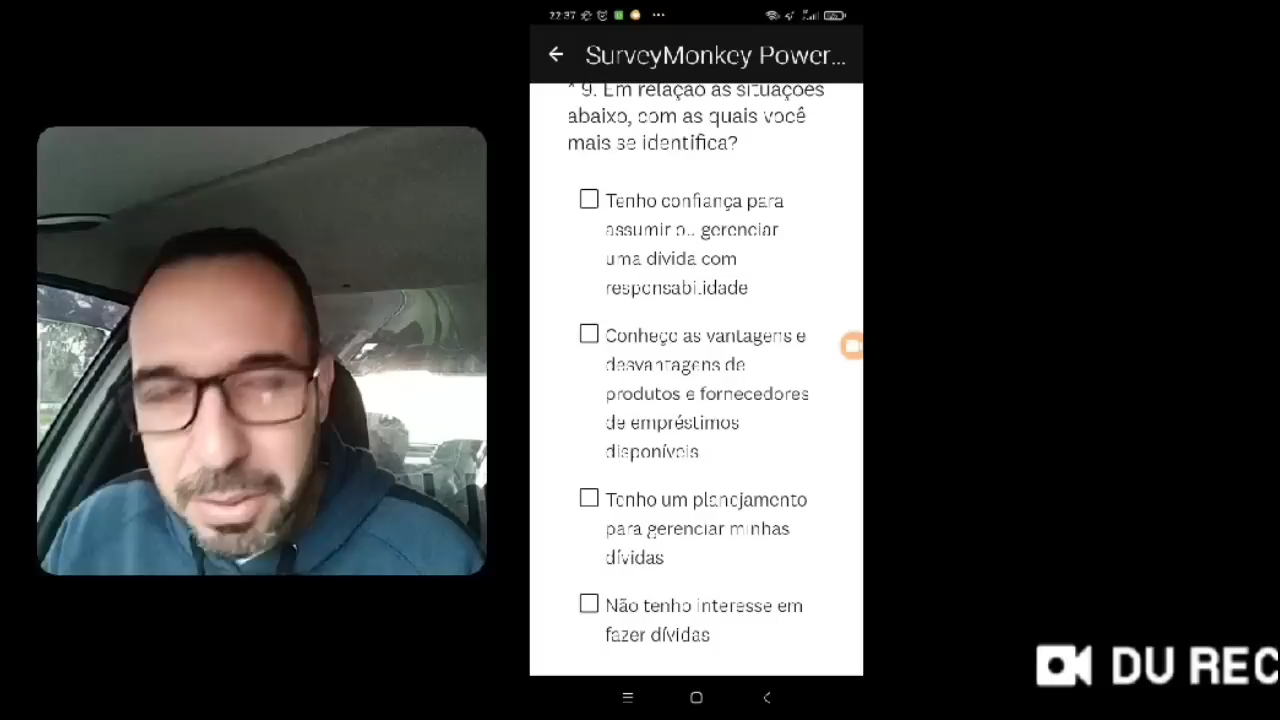 22:37
SurveyMonkey Power...
* 9. Em relação às situações
abaixo, com as quais você
mais se identifica?
Tenho confiança para
assumir ou gerenciar
uma dívida com
responsabilidade
Conheço as vantagens e
desvantagens de
produtos e fornecedores
de empréstimos
disponíveis
Tenho um planejamento
para gerenciar minhas
dívidas
Não tenho interesse em
fazer dívidas
DU REC